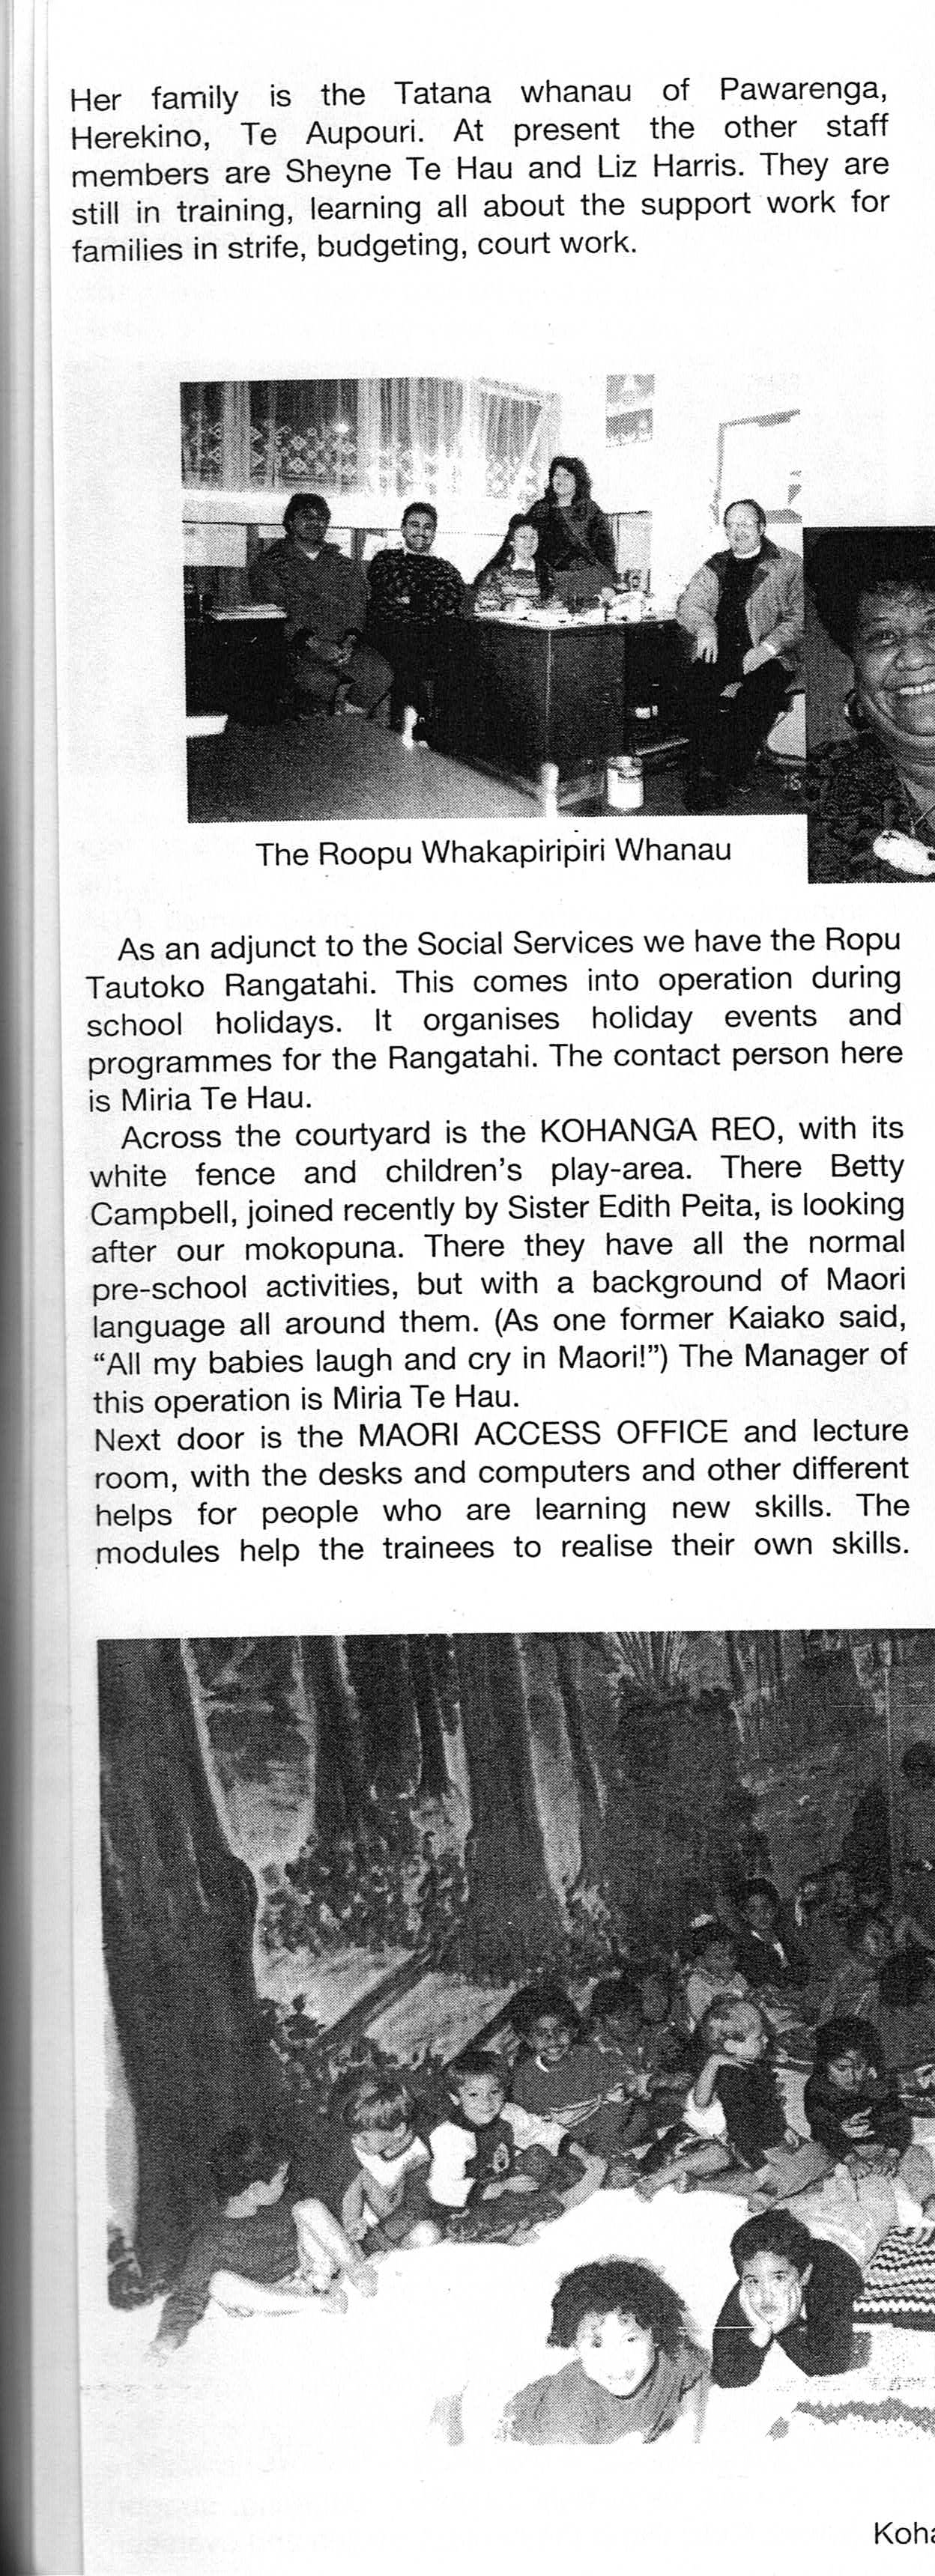 Her family is the Tatana whanau of Pawarenga,
Herekino, Te Aupouri. At present the other staff
members are Sheyne Te Hau and Liz Harris. They are
still in training, learning all about the support work for
families in strife, budgeting, court work.
The Roopu Whakapiripiri Whanau
As an adjunct to the Social Services we have the Ropu
Tautoko Rangatahi. This comes into operation during
school holidays. It organises holiday events and
programmes for the Rangatahi. The contact person here
is Miria Te Hau.
Across the courtyard is the KOHANGA REO, with its
white fence and children's play-area. There Betty
Campbell, joined recently by Sister Edith Peita, is looking
after our mokopuna. There they have all the normal
pre-school activities, but with a background of Maori
language all around them. (As one former Kaiako said,
“All my babies laugh and cry in Maori!”) The Manager of
this operation is Miria Te Hau.
Next door is the MAORI ACCESS OFFICE and lecture
room, with the desks and computers and other different
helps for people who are learning new skills. The
modules help the trainees to realise their own skills.
Koha